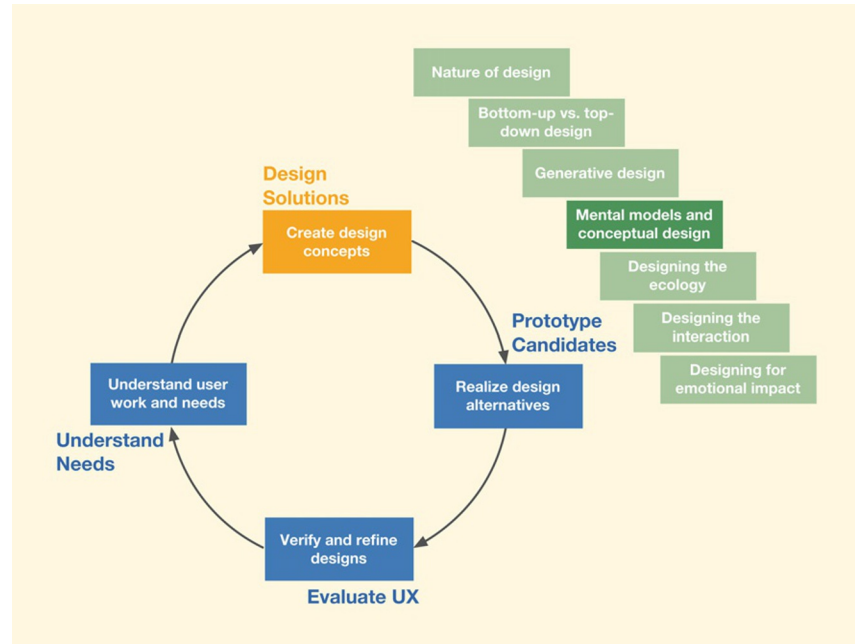 Nature of design
Bottom-up vs. top-
down design
Generative design
Mental models and
conceptual design
Designing the
ecology
Designing the
interaction
Designing for
emotional impact
Design
Solutions
Create design
concepts
Prototype
Candidates
Realize design
alternatives
Understand user
work and needs
Understand
Needs
Verify and refine
designs
Evaluate UX